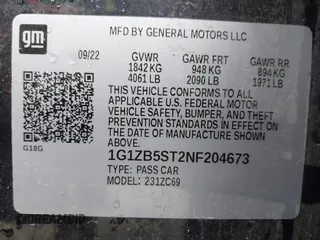 gm
MFD BY GENERAL MOTORS LLC
09/22 GVWR GAWR FRT GAWR RR
1842 KG 948 KG 894 KG
4061 LB 2090 LB 1971 LB
THIS VEHICLE CONFORMS TO ALL
APPLICABLE U.S. FEDERAL MOTOR
VEHICLE SAFETY, BUMPER, AND THEFT
PREVENTION STANDARDS IN EFFECT ON
THE DATE OF MANUFACTURE SHOWN
ABOVE.
G18G
1G1ZB5ST2NF204673
TYPE: PASS CAR
MODEL: 231ZC69